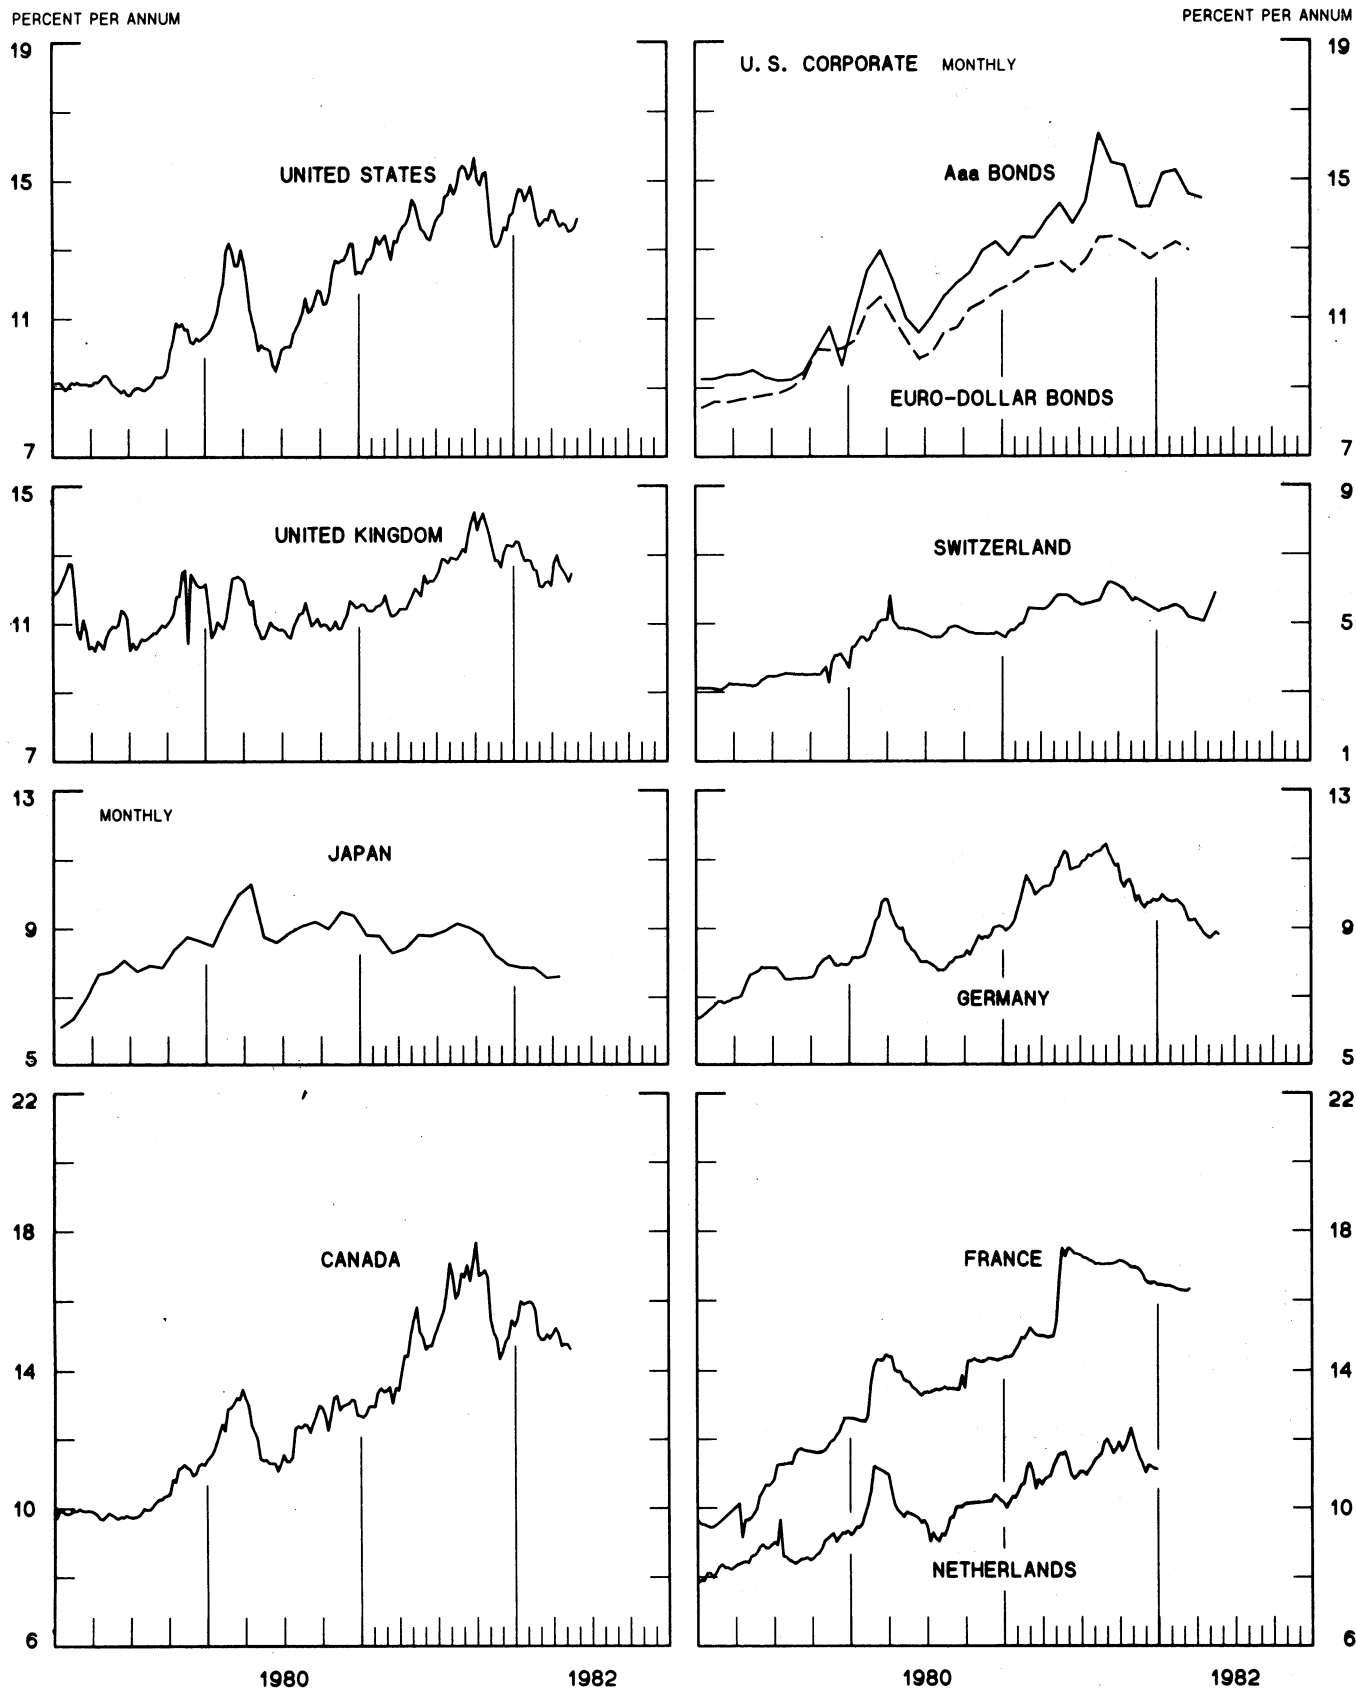 PERCENT PER ANNUM
PERCENT PER ANNUM
19
15
11
7
UNITED STATES
U. S. CORPORATE MONTHLY
Aaa BONDS
EURO-DOLLAR BONDS
19
15
11
7
15
11
7
UNITED KINGDOM
SWITZERLAND
9
5
1
13
9
5
MONTHLY
JAPAN
GERMANY
13
9
5
22
18
14
10
6
CANADA
FRANCE
NETHERLANDS
22
18
14
10
6
1980
1982
1980
1982